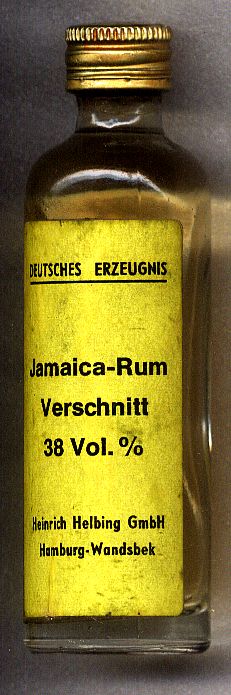 DEUTSCHES ERZEUGNIS
Jamaica-Rum
Verschnitt
38 Vol. %
Heinrich Helbing GmbH
Hamburg-Wandsbek